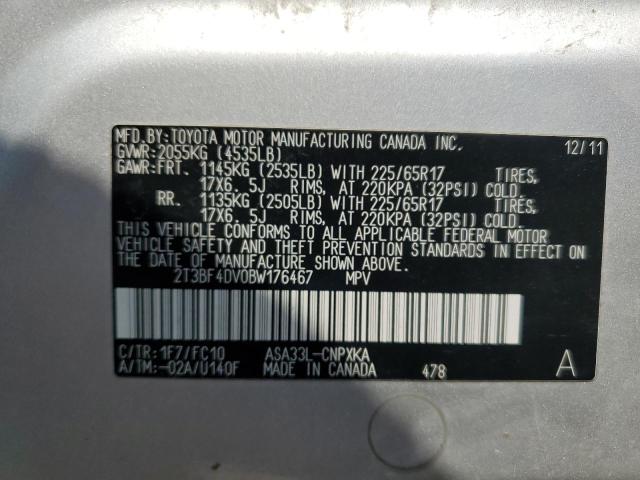 MFD.BY:TOYOTA MOTOR MANUFACTURING CANADA INC. 12/11
GVWR:2055KG (4535LB)
GAWR:FRT. 1145KG (2535LB) WITH 225/65R17 TIRES,
17X6. 5J RIMS, AT 220KPA (32PSI) COLD.
RR. 1135KG (2505LB) WITH 225/65R17 TIRES,
17X6. 5J RIMS, AT 220KPA (32PSI) COLD.
THIS VEHICLE CONFORMS TO ALL APPLICABLE FEDERAL MOTOR
VEHICLE SAFETY AND THEFT PREVENTION STANDARDS IN EFFECT ON
THE DATE OF MANUFACTURE SHOWN ABOVE.
2T3BF4DV0BW176467 MPV
C/TR:1F7/FC10 ASA33L-CNPXKA
A/TM:-02A/U140F MADE IN CANADA 478 A